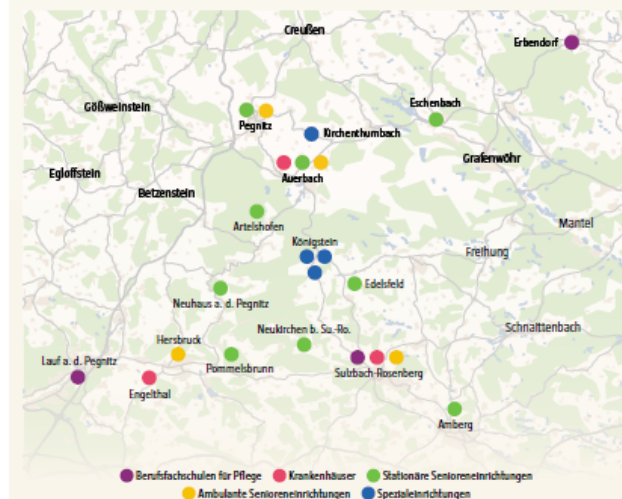 Creußen
Erbendorf
Gößweinstein
Eschenbach
Pegnitz
Kirchenthumbach
Grafenwöhr
Egloffstein
Auerbach
Betzenstein
Artelshofen
Mantel
Königstein
Freihung
Edelsfeld
Neuhaus a. d. Pegnitz
Schnaittenbach
Neukirchen b. Su.-Ro.
Hersbruck
Lauf a. d. Pegnitz
Pommelsbrunn
Sulzbach-Rosenberg
Engelthal
Amberg
Berufsfachschulen für Pflege Krankenhäuser Stationäre Senioreneinrichtungen
Ambulante Senioreneinrichtungen Spezialeinrichtungen